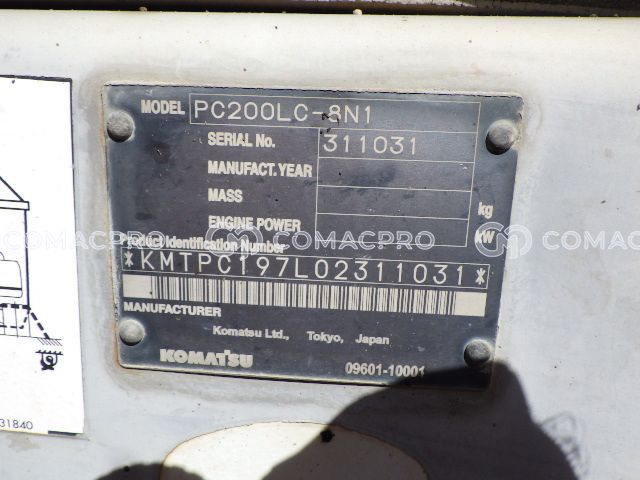 MODEL PC200LC-8N1
SERIAL No. 311031
MANUFACT. YEAR
MASS kg
ENGINE POWER kW
Product Identification Number
*KMTPC197L02311031*
MANUFACTURER
Komatsu Ltd., Tokyo, Japan
KOMATSU 09601-10001
31840
COMACPRO COMACPRO COMACPRO